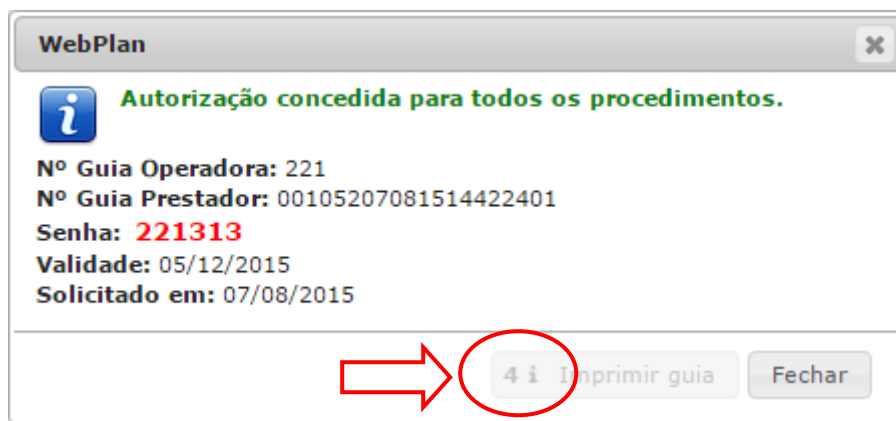 WebPlan
Autorização concedida para todos os procedimentos.
Nº Guia Operadora: 221
Nº Guia Prestador: 00105207081514422401
Senha: 221313
Validade: 05/12/2015
Solicitado em: 07/08/2015
4 i Imprimir guia Fechar